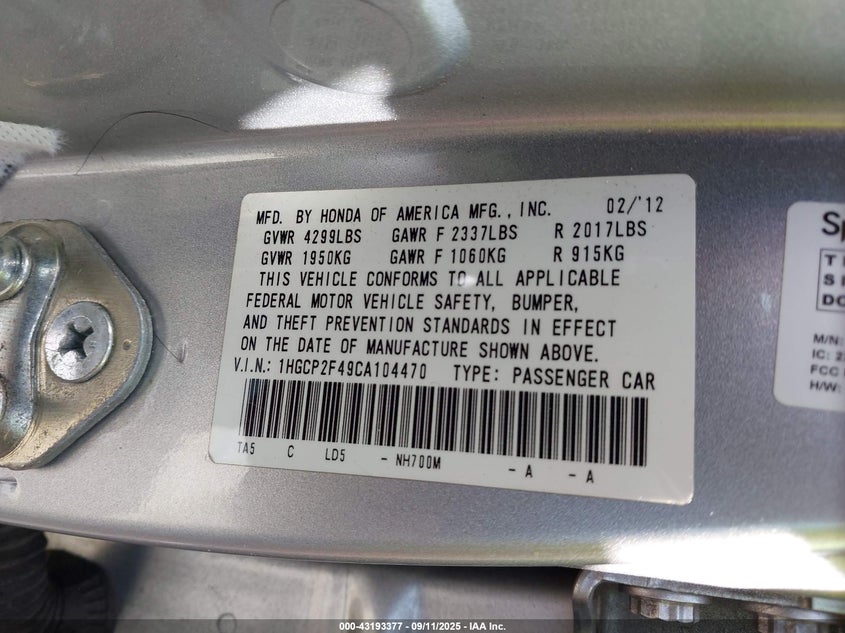 MFD. BY HONDA OF AMERICA MFG., INC. 02/'12
GVWR 4299LBS GAWR F 2337LBS R 2017LBS
GVWR 1950KG GAWR F 1060KG R 915KG
THIS VEHICLE CONFORMS TO ALL APPLICABLE
FEDERAL MOTOR VEHICLE SAFETY, BUMPER,
AND THEFT PREVENTION STANDARDS IN EFFECT
ON THE DATE OF MANUFACTURE SHOWN ABOVE.
V.I.N.: 1HGCP2F49CA104470 TYPE: PASSENGER CAR
TA5 C LD5 - NH700M - A - A
M/N:
IC:
FCC
H/W:
000-43193377 - 09/11/2025 - IAA Inc.